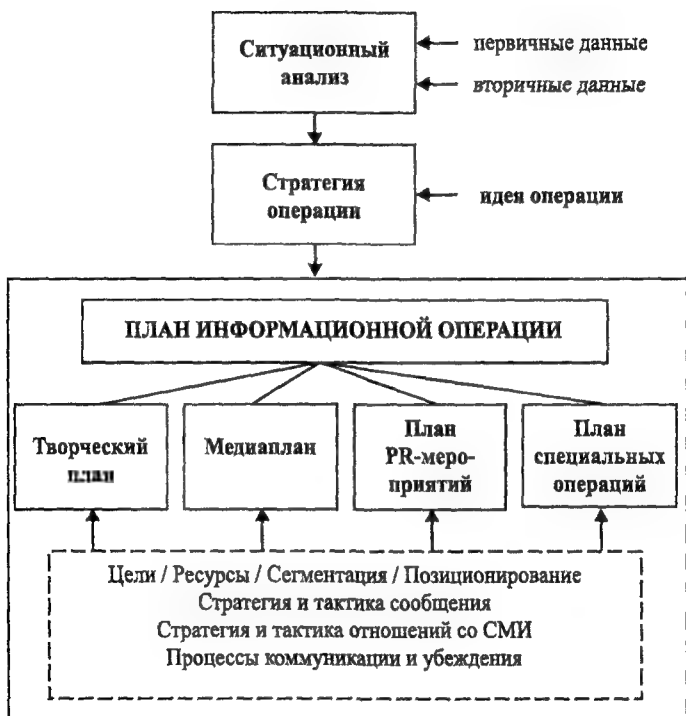 Ситуационный
анализ
первичные данные
вторичные данные
Стратегия
операции
идея операции
ПЛАН ИНФОРМАЦИОННОЙ ОПЕРАЦИИ
Творческий
план
Медиаплан
План
PR-меро-
приятий
План
специальных
операций
Цели / Ресурсы / Сегментация / Позиционирование
Стратегия и тактика сообщения
Стратегия и тактика отношений со СМИ
Процессы коммуникации и убеждения